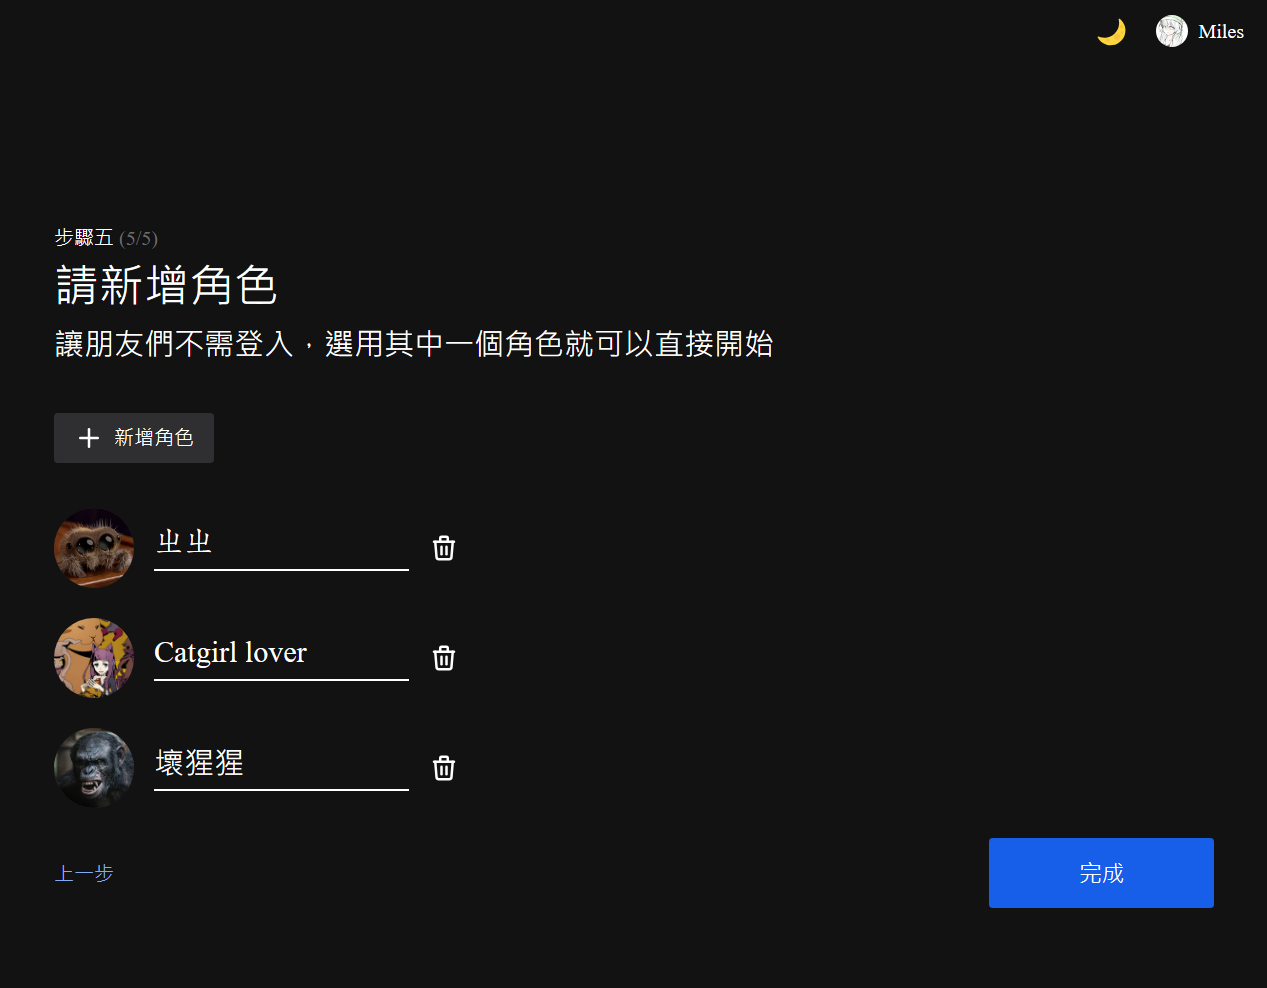 Miles
步驟五 (5/5)
請新增角色
讓朋友們不需登入，選用其中一個角色就可以直接開始
新增角色
ㄓㄓ
Catgirl lover
壞猩猩
上一步
完成